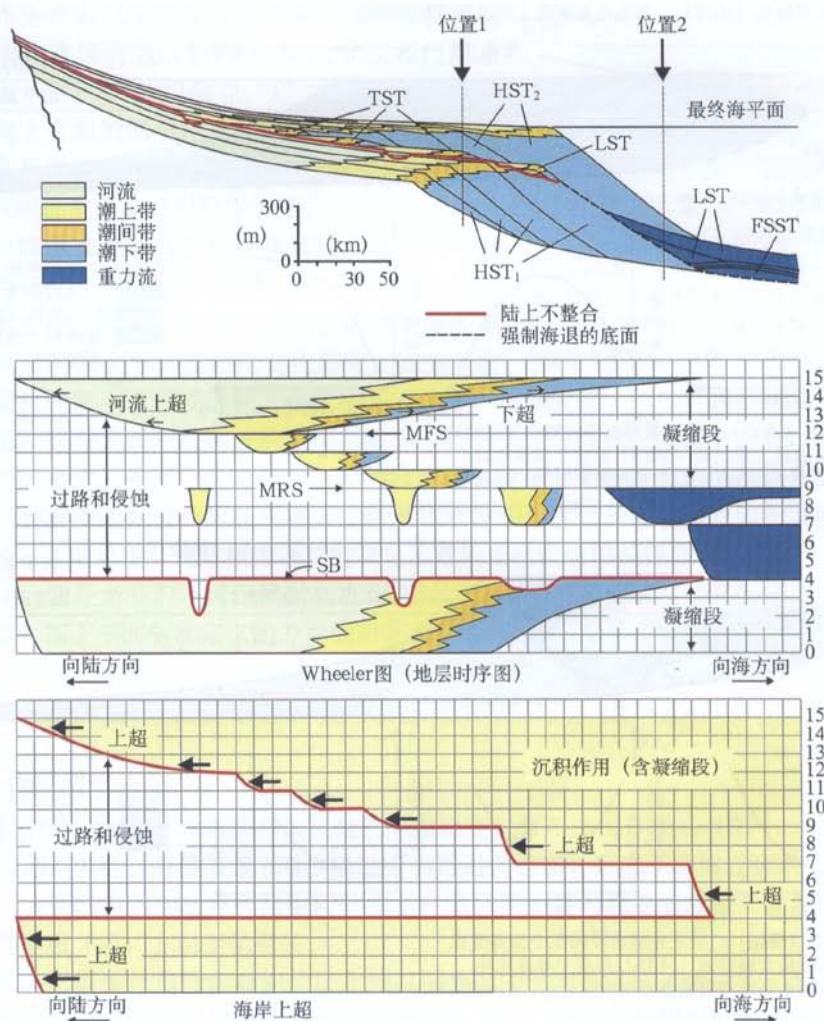 位置1
位置2
TST
HST2
最终海平面
LST
河流
潮上带
潮间带
潮下带
重力流
300
(m)
(km)
0
0 10 30 50
HST1
LST
FSST
陆上不整合
强制海退的底面
15
14
13
12
11
10
9
8
7
6
5
4
3
2
1
0
河流上超
下超
MFS
凝缩段
过路和侵蚀
MRS
SB
凝缩段
向陆方向
Wheeler图（地层时序图）
向海方向
15
14
13
12
11
10
9
8
7
6
5
4
3
2
1
0
上超
沉积作用（含凝缩段）
过路和侵蚀
上超
上超
上超
向陆方向
海岸上超
向海方向